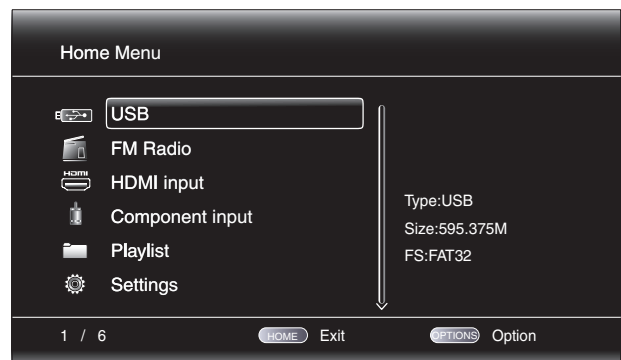 Home Menu
USB
FM Radio
HDMI
HDMI input
Component input
Playlist
Settings
Type:USB
Size:595.375M
FS:FAT32
1 / 6
HOME Exit
OPTIONS Option